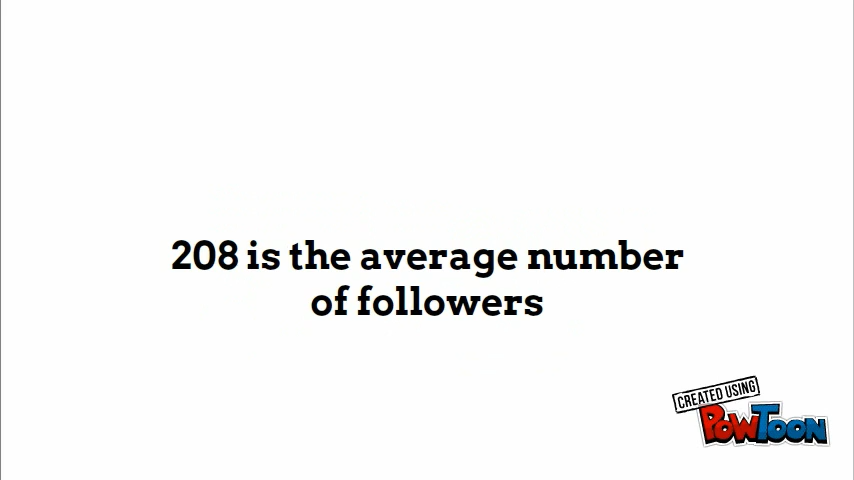 208 is the average number
of followers
CREATED USING
POWTOON